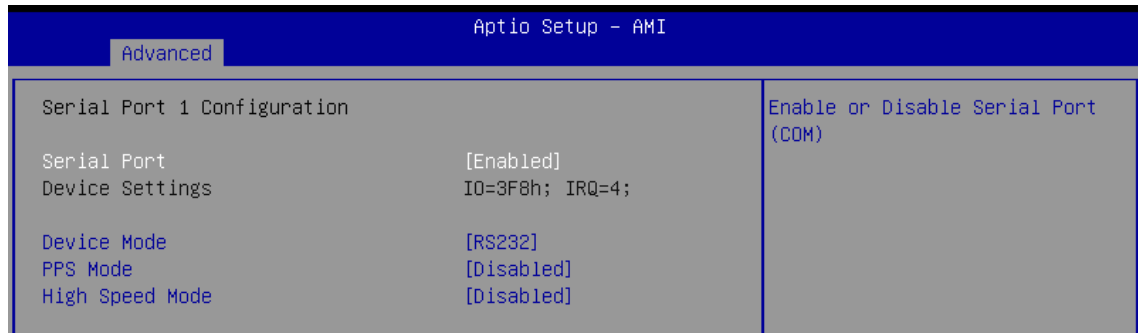 Aptio Setup – AMI
Advanced
Serial Port 1 Configuration
Serial Port [Enabled]
Device Settings IO=3F8h; IRQ=4;
Device Mode [RS232]
PPS Mode [Disabled]
High Speed Mode [Disabled]
Enable or Disable Serial Port
(COM)